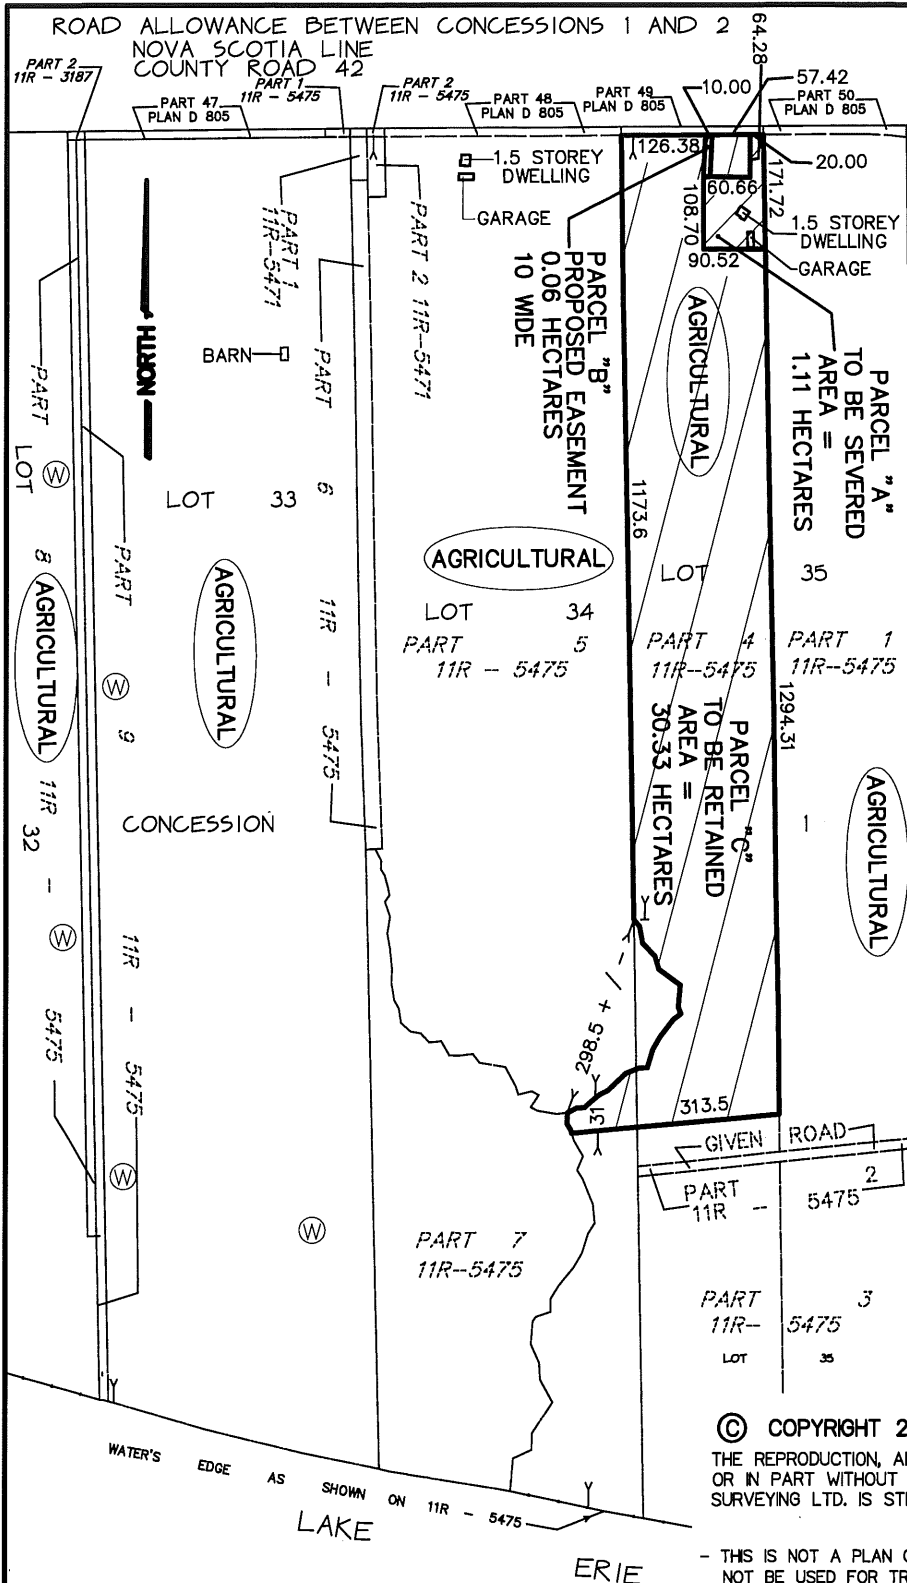 ROAD ALLOWANCE BETWEEN CONCESSIONS 1 AND 2
NOVA SCOTIA LINE
COUNTY ROAD 42
64.28
PART 2
11R - 3187
PART 47
PLAN D 805
PART 1
11R - 5475
PART 2
11R - 5475
PART 48
PLAN D 805
PART 49
PLAN D 805
10.00
57.42
PART 50
PLAN D 805
126.38
20.00
60.66
171.72
108.70
90.52
1.5 STOREY
DWELLING
GARAGE
1.5 STOREY
DWELLING
GARAGE
PART 1
11R-5471
PART 2 11R-5471
NORTH
BARN
PARCEL "B"
PROPOSED EASEMENT
0.06 HECTARES
10 WIDE
AGRICULTURAL
PARCEL "A"
TO BE SEVERED
AREA =
1.11 HECTARES
PART 8 11R - 5475
LOT 32
PART 9 11R - 5475
PART 6 11R - 5475
W
LOT 33
1173.6
AGRICULTURAL
AGRICULTURAL
AGRICULTURAL
LOT 34
PART 5
11R - 5475
LOT 35
PART 4
11R--5475
PART 1
11R--5475
1294.31
W
PARCEL "C"
TO BE RETAINED
AREA =
30.33 HECTARES
AGRICULTURAL
CONCESSION 1
W
298.5 + / -
31
313.5
GIVEN ROAD
PART 2
11R -- 5475
W
W
PART 7
11R--5475
PART 3
11R-- 5475
LOT 35
WATER'S EDGE AS SHOWN ON 11R - 5475
LAKE ERIE
© COPYRIGHT 2
THE REPRODUCTION, A
OR IN PART WITHOUT
SURVEYING LTD. IS ST
- THIS IS NOT A PLAN
NOT BE USED FOR TR